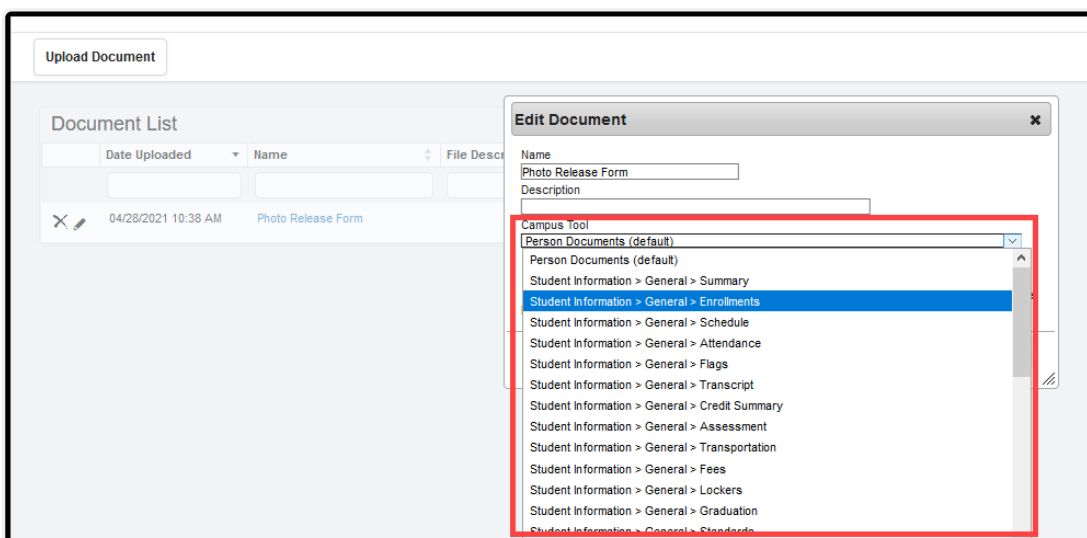 Upload Document
Document List
Date Uploaded Name File Descr
04/28/2021 10:38 AM Photo Release Form
Edit Document
Name
Photo Release Form
Description
Campus Tool
Person Documents (default)
Person Documents (default)
Student Information > General > Summary
Student Information > General > Enrollments
Student Information > General > Schedule
Student Information > General > Attendance
Student Information > General > Flags
Student Information > General > Transcript
Student Information > General > Credit Summary
Student Information > General > Assessment
Student Information > General > Transportation
Student Information > General > Fees
Student Information > General > Lockers
Student Information > General > Graduation
Student Information > General > Standards